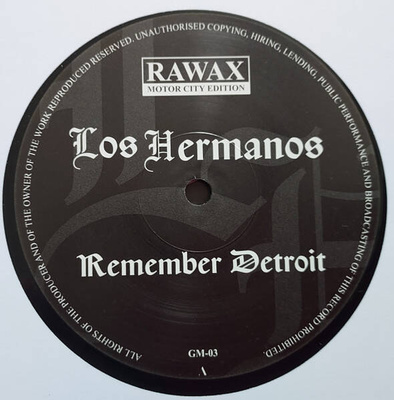 ALL RIGHTS OF THE PRODUCER AND OF THE OWNER OF THE WORK REPRODUCED RESERVED. UNAUTHORISED COPYING, HIRING, LENDING, PUBLIC PERFORMANCE AND BROADCASTING OF THIS RECORD PROHIBITED.
RAWAX
MOTOR CITY EDITION
Los Hermanos
Remember Detroit
GM-03
A